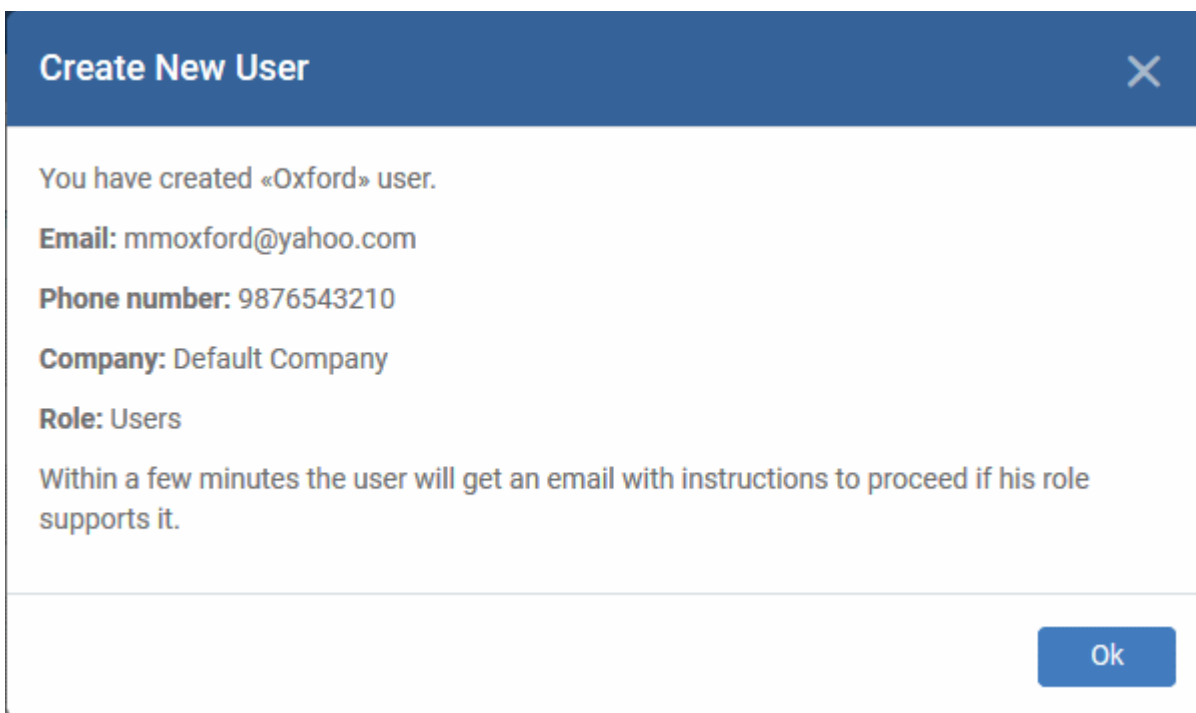 Create New User
You have created «Oxford» user.
Email: mmoxford@yahoo.com
Phone number: 9876543210
Company: Default Company
Role: Users
Within a few minutes the user will get an email with instructions to proceed if his role
supports it.
Ok